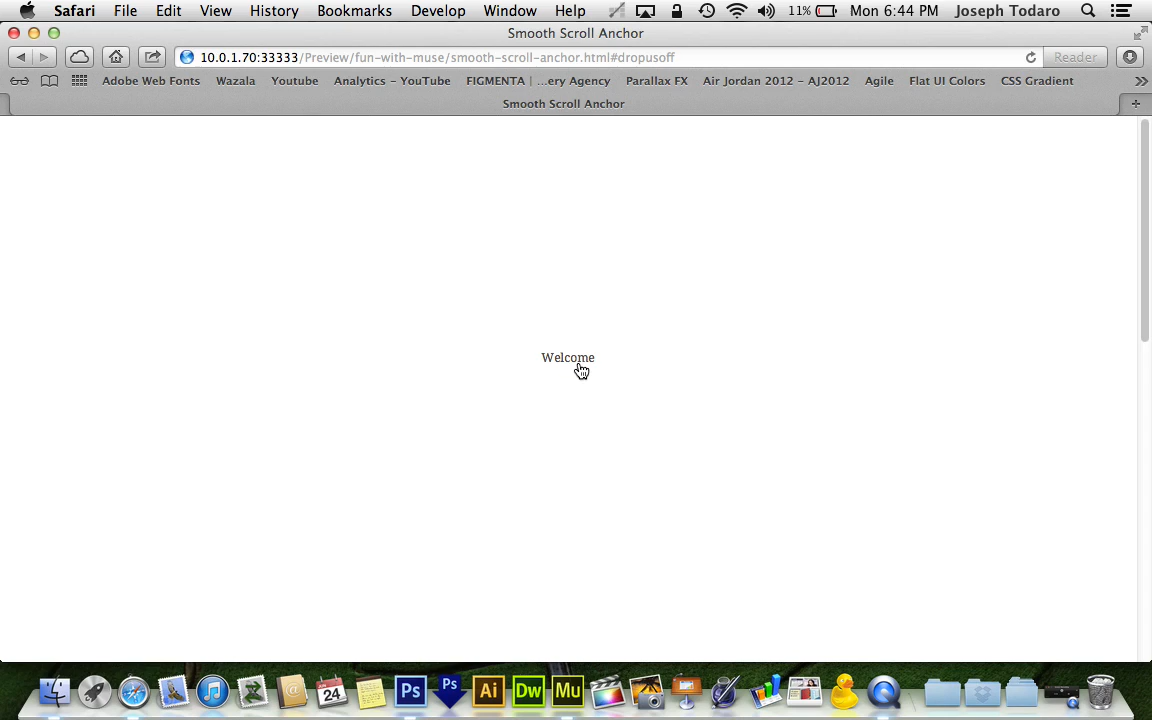 Safari File Edit View History Bookmarks Develop Window Help 11% Mon 6:44 PM Joseph Todaro
Smooth Scroll Anchor
10.0.1.70:33333/Preview/fun-with-muse/smooth-scroll-anchor.html#dropusoff Reader
Adobe Web Fonts Wazala Youtube Analytics - YouTube FIGMENTA | ...ery Agency Parallax FX Air Jordan 2012 - AJ2012 Agile Flat UI Colors CSS Gradient
Smooth Scroll Anchor
Welcome
24 Ps Ps Ai Dw Mu